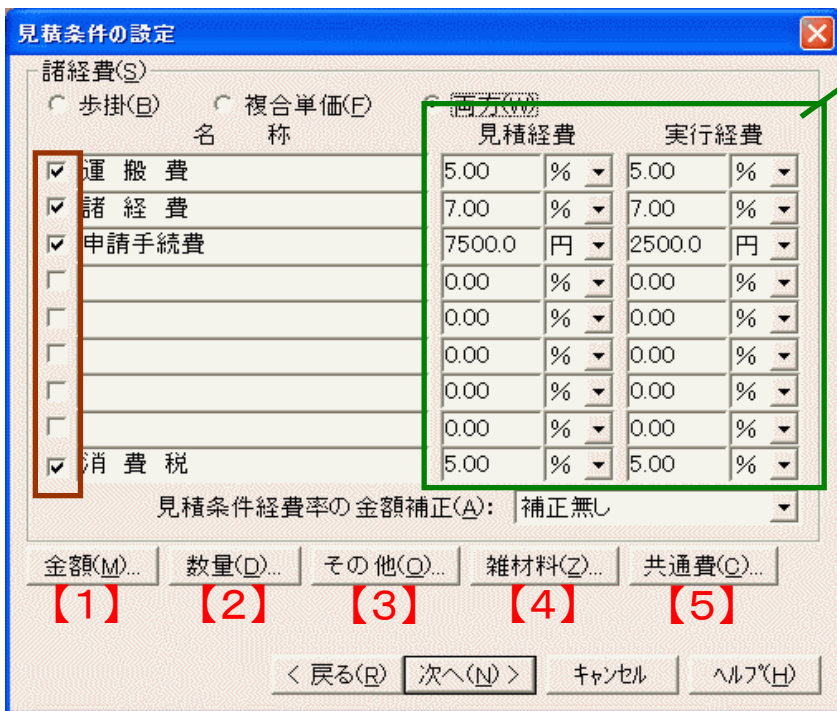 見積条件の設定
諸経費(S)
歩掛(B) 複合単価(F) 両方(W)
名 称 見積経費 実行経費
運 搬 費 5.00 % 5.00 %
諸 経 費 7.00 % 7.00 %
申請手続費 7500.0 円 2500.0 円
0.00 % 0.00 %
0.00 % 0.00 %
0.00 % 0.00 %
0.00 % 0.00 %
0.00 % 0.00 %
消 費 税 5.00 % 5.00 %
見積条件経費率の金額補正(A): 補正無し
金額(M)... 数量(D)... その他(O)... 雑材料(Z)... 共通費(C)...
【1】 【2】 【3】 【4】 【5】
< 戻る(R) 次へ(N) > キャンセル ヘルプ(H)